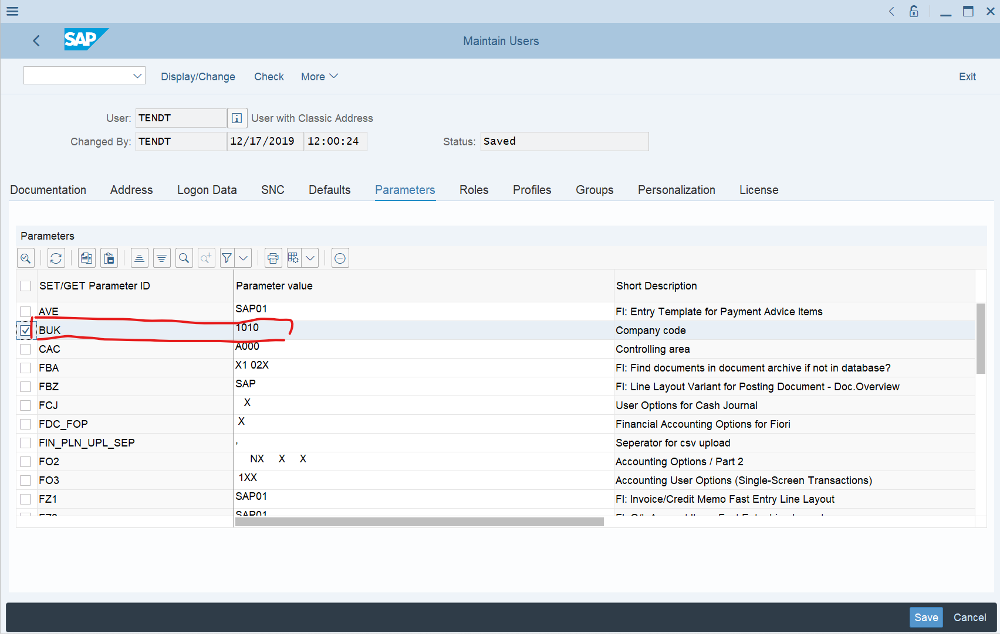 SAP
Maintain Users
Display/Change Check More Exit
User: TENDT User with Classic Address
Changed By: TENDT 12/17/2019 12:00:24 Status: Saved
Documentation Address Logon Data SNC Defaults Parameters Roles Profiles Groups Personalization License
Parameters
SET/GET Parameter ID Parameter value Short Description
AVE SAP01 FI: Entry Template for Payment Advice Items
BUK 1010 Company code
CAC A000 Controlling area
FBA X1 02X FI: Find documents in document archive if not in database?
FBZ SAP FI: Line Layout Variant for Posting Document - Doc.Overview
FCJ X User Options for Cash Journal
FDC_FOP X Financial Accounting Options for Fiori
FIN_PLN_UPL_SEP , Seperator for csv upload
FO2 NX X X Accounting Options / Part 2
FO3 1XX Accounting User Options (Single-Screen Transactions)
FZ1 SAP01 FI: Invoice/Credit Memo Fast Entry Line Layout
SAP01
Save Cancel